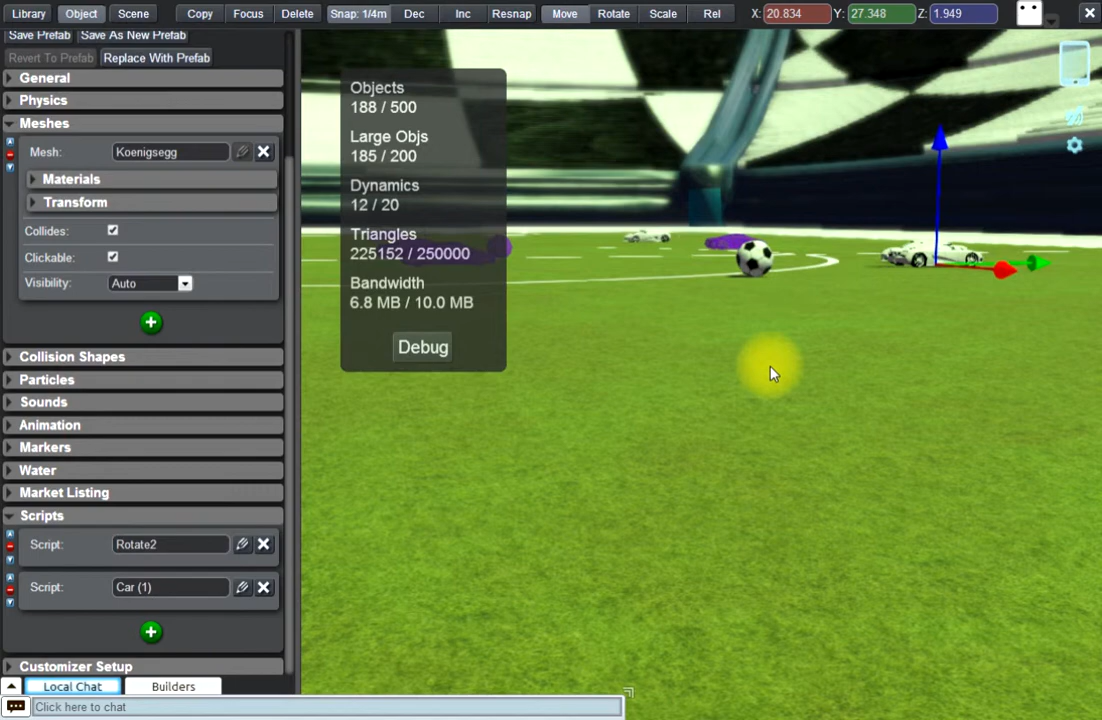 Library Object Scene Copy Focus Delete Snap: 1/4m Dec Inc Resnap Move Rotate Scale Rel X: 20.834 Y: 27.348 Z: 1.949
Save Prefab Save As New Prefab
Revert To Prefab Replace With Prefab
General
Physics
Meshes
Mesh: Koenigsegg
Materials
Transform
Collides:
Clickable:
Visibility: Auto
Collision Shapes
Particles
Sounds
Animation
Markers
Water
Market Listing
Scripts
Script: Rotate2
Script: Car (1)
Customizer Setup
Local Chat Builders
Click here to chat
Objects
188 / 500
Large Objs
185 / 200
Dynamics
12 / 20
Triangles
225152 / 250000
Bandwidth
6.8 MB / 10.0 MB
Debug